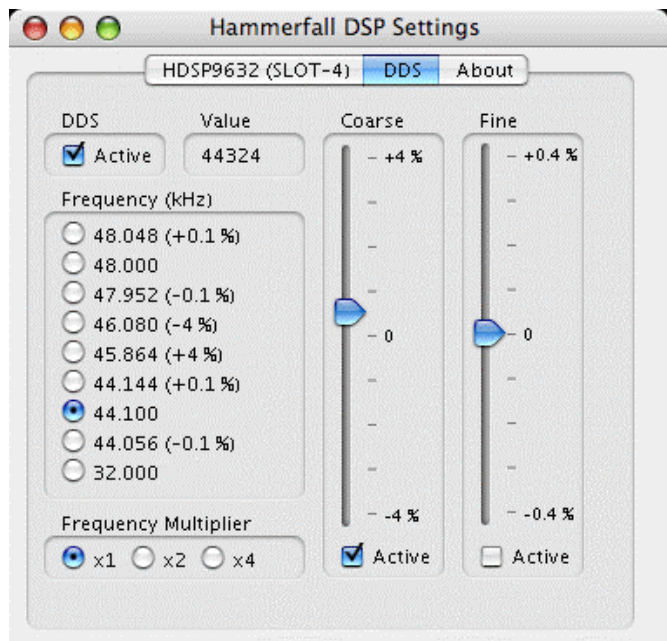 Hammerfall DSP Settings
HDSP9632 (SLOT-4) DDS About
DDS Value Coarse Fine
Active 44324
+4 % +0.4 %
Frequency (kHz)
48.048 (+0.1 %)
48.000
47.952 (-0.1 %)
46.080 (-4 %)
0 0
45.864 (+4 %)
44.144 (+0.1 %)
44.100
44.056 (-0.1 %)
32.000
-4 % -0.4 %
Frequency Multiplier
x1 x2 x4 Active Active